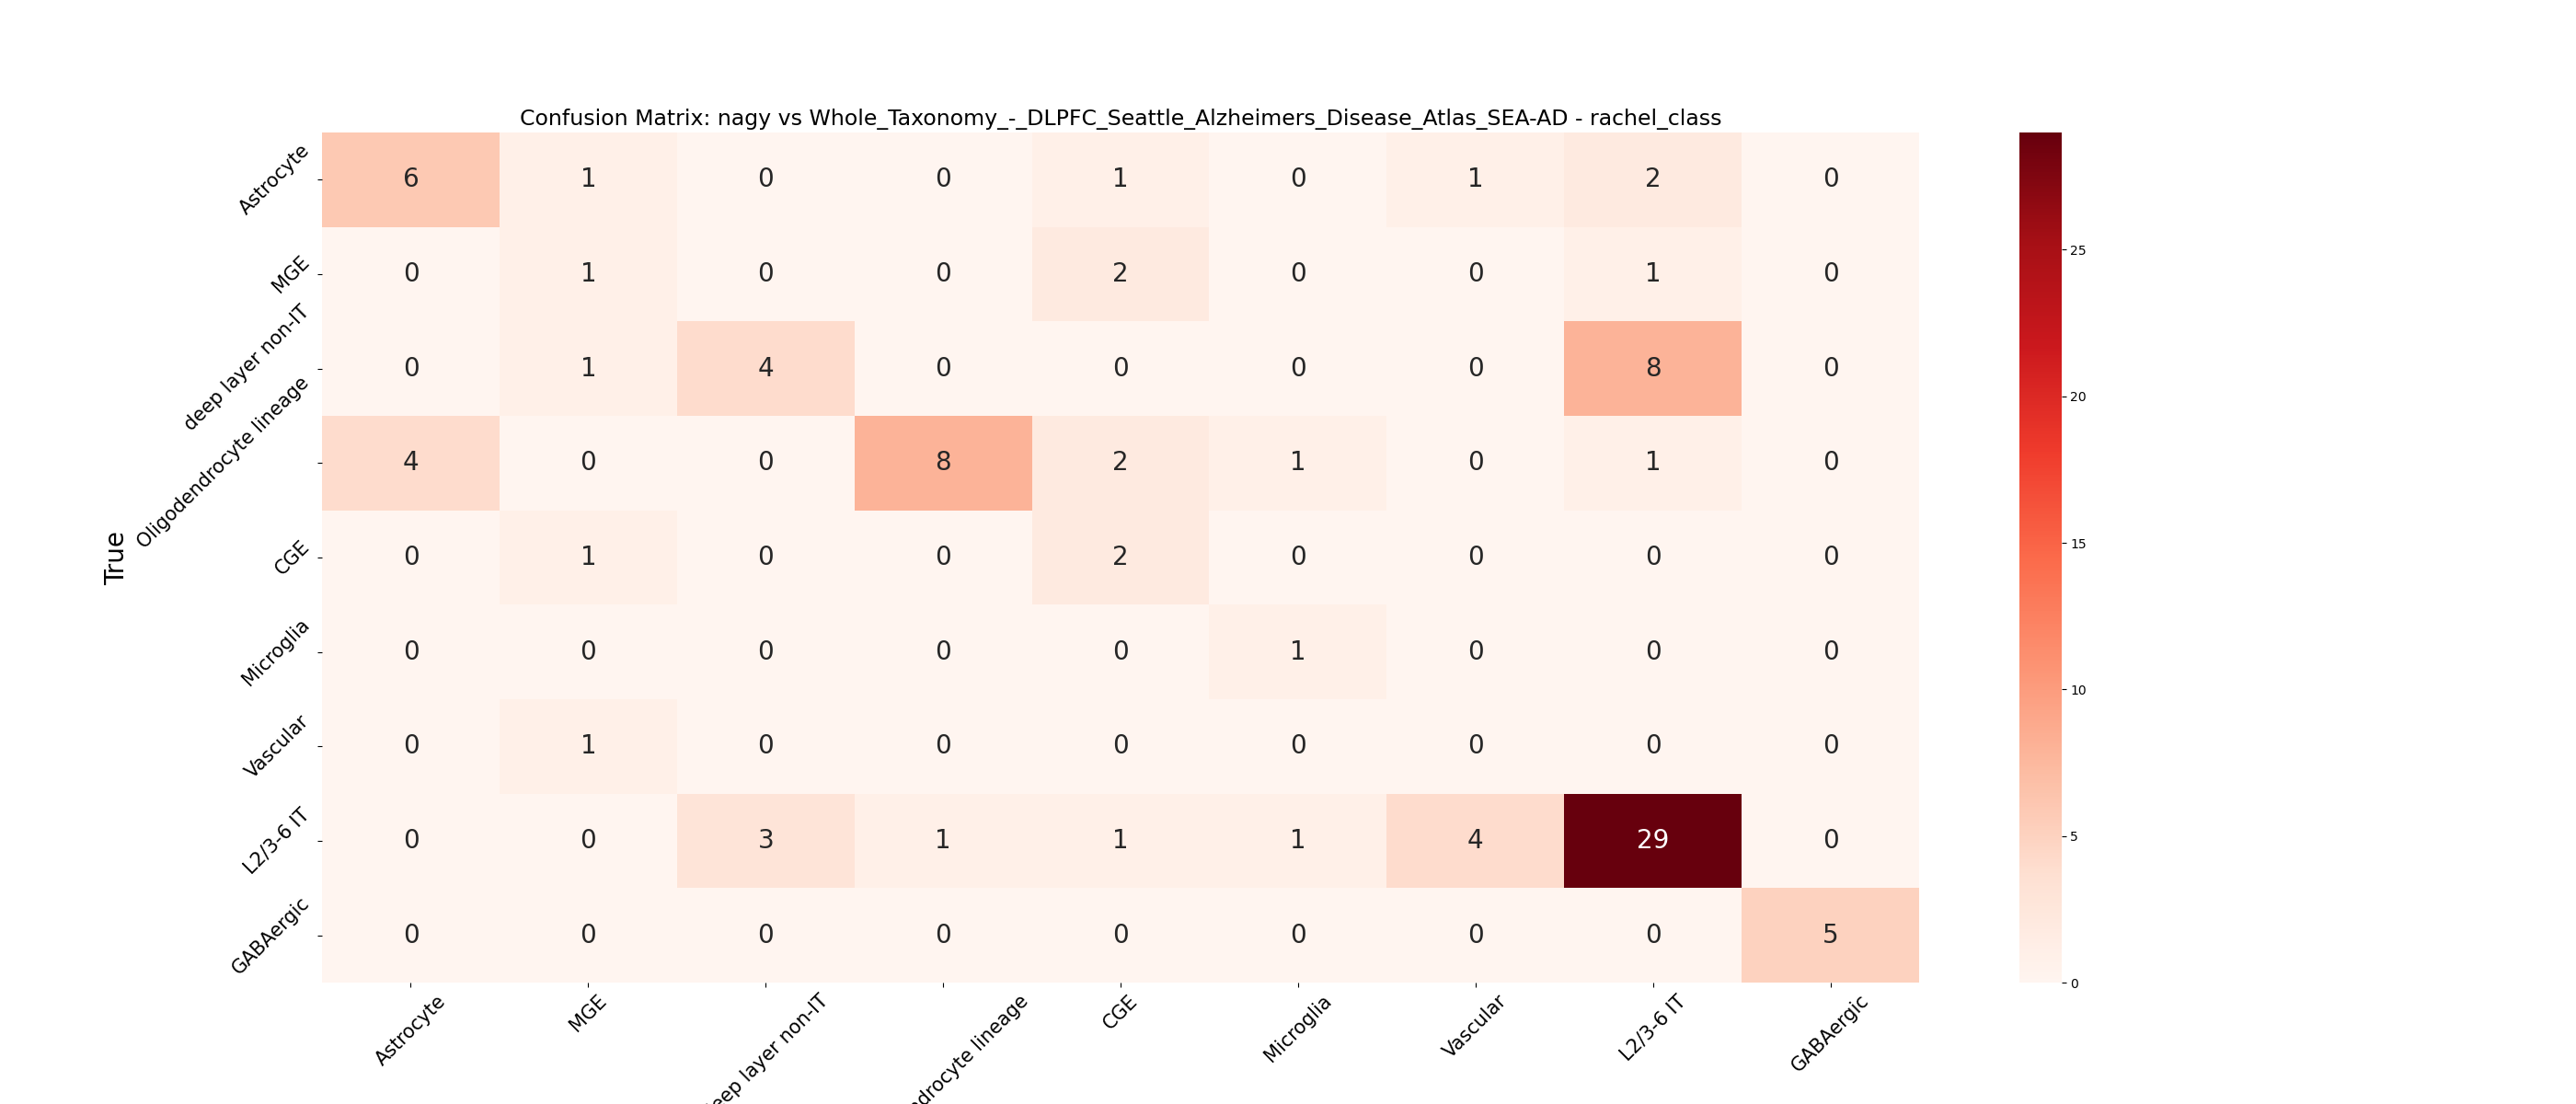 Confusion Matrix: nagy vs Whole_Taxonomy_-_DLPFC_Seattle_Alzheimers_Disease_Atlas_SEA-AD - rachel_class
True
Astrocyte 6 1 0 0 1 0 1 2 0
MGE 0 1 0 0 2 0 0 1 0
deep layer non-IT 0 1 4 0 0 0 0 8 0
Oligodendrocyte lineage 4 0 0 8 2 1 0 1 0
CGE 0 1 0 0 2 0 0 0 0
Microglia 0 0 0 0 0 1 0 0 0
Vascular 0 1 0 0 0 0 0 0 0
L2/3-6 IT 0 0 3 1 1 1 4 29 0
GABAergic 0 0 0 0 0 0 0 0 5
Astrocyte MGE layer non-IT lineage CGE Microglia Vascular L2/3-6 IT GABAergic
25
20
15
10
5
0